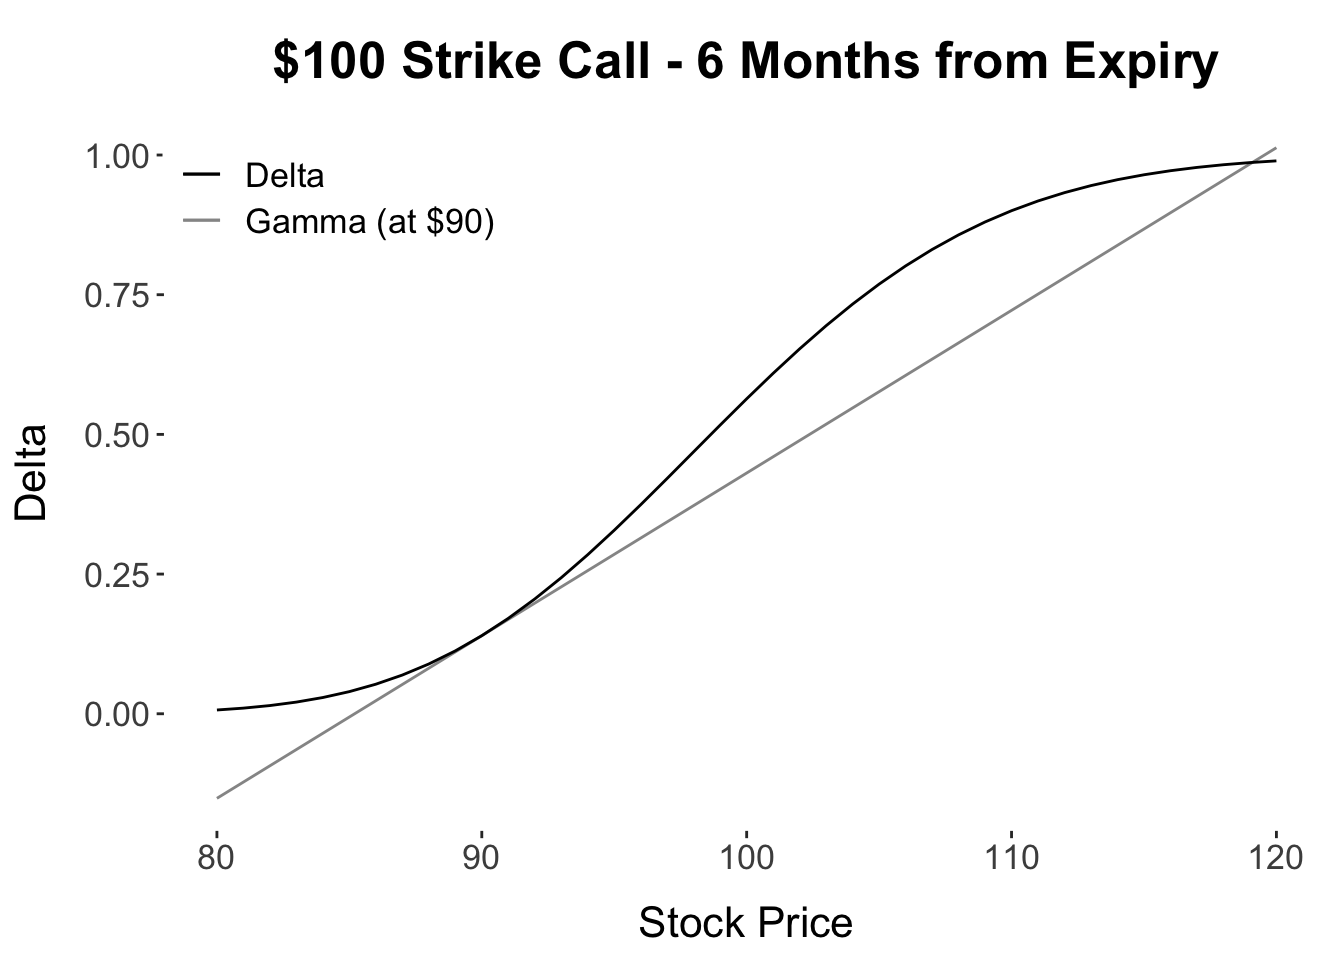 $100 Strike Call - 6 Months from Expiry
1.00
0.75
0.50
0.25
0.00
Delta
Gamma (at $90)
Delta
80 90 100 110 120
Stock Price